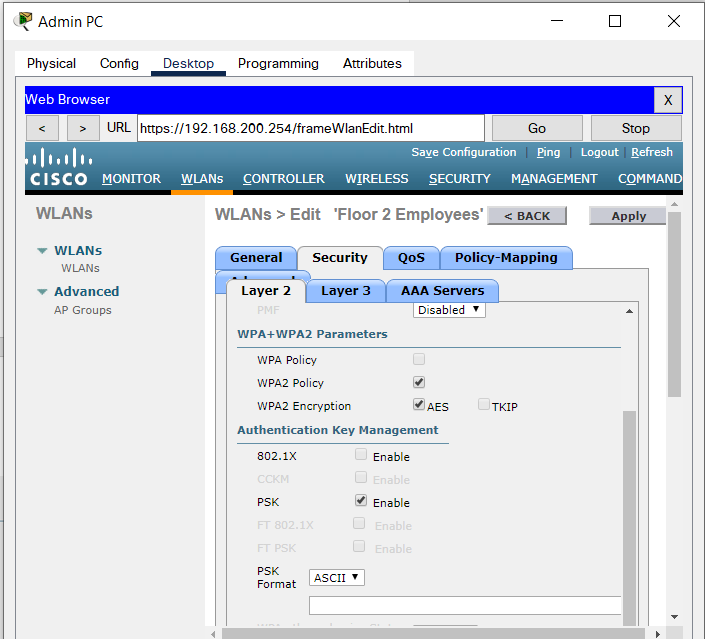 Admin PC
Physical Config Desktop Programming Attributes
Web Browser X
< > URL https://192.168.200.254/frameWlanEdit.html Go Stop
Save Configuration | Ping | Logout | Refresh
CISCO MONITOR WLANs CONTROLLER WIRELESS SECURITY MANAGEMENT COMMAND
WLANs
WLANs > Edit 'Floor 2 Employees' < BACK Apply
WLANs
WLANs
Advanced
AP Groups
General Security QoS Policy-Mapping
Layer 2 Layer 3 AAA Servers
PMF Disabled
WPA+WPA2 Parameters
WPA Policy
WPA2 Policy
WPA2 Encryption AES TKIP
Authentication Key Management
802.1X Enable
CCKM Enable
PSK Enable
FT 802.1X Enable
FT PSK Enable
PSK
Format ASCII